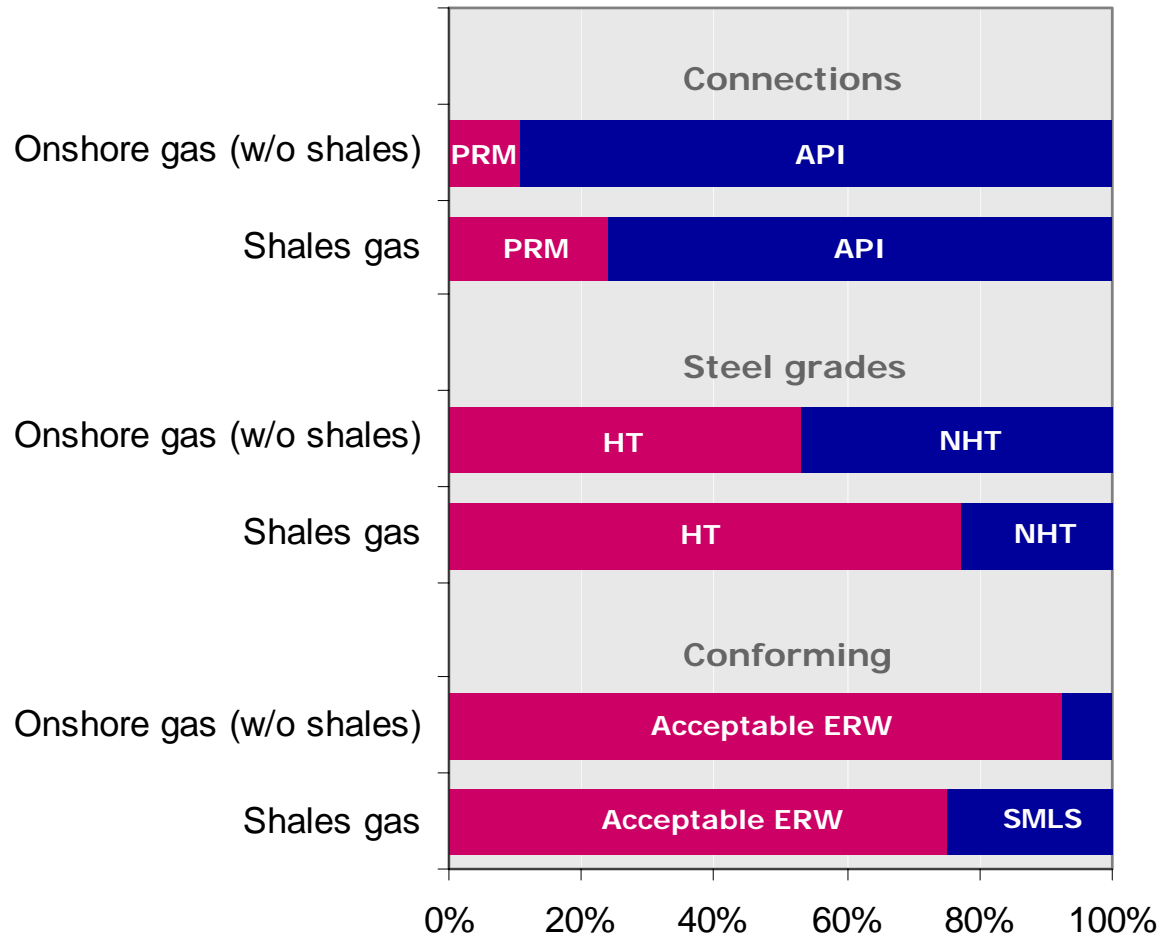 Connections
Onshore gas (w/o shales) PRM API
Shales gas PRM API
Steel grades
Onshore gas (w/o shales) HT NHT
Shales gas HT NHT
Conforming
Onshore gas (w/o shales) Acceptable ERW
Shales gas Acceptable ERW SMLS
0% 20% 40% 60% 80% 100%